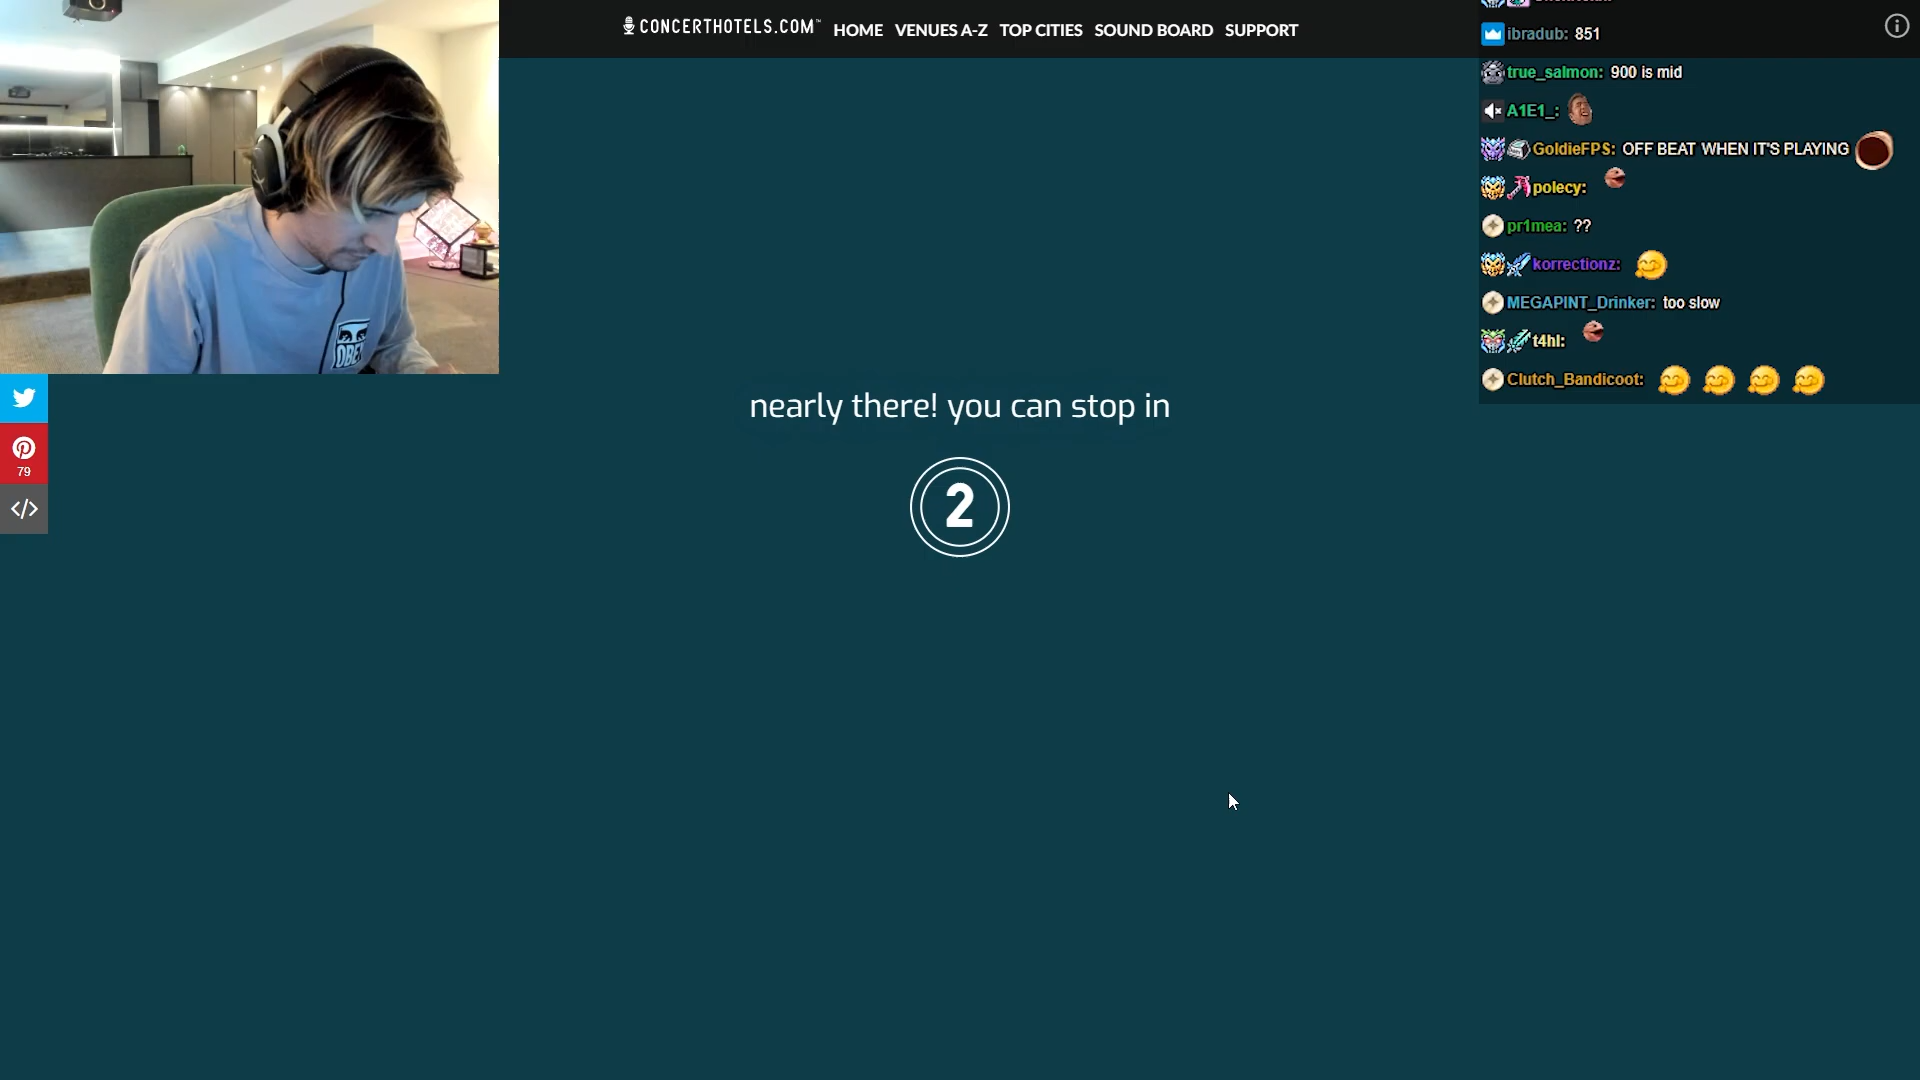 CONCERTHOTELS.COM™ HOME VENUES A-Z TOP CITIES SOUND BOARD SUPPORT
ibradub: 851
true_salmon: 900 is mid
A1E1_:
GoldieFPS: OFF BEAT WHEN IT'S PLAYING
polecy:
pr1mea: ??
korrectionz:
MEGAPINT_Drinker: too slow
t4hl:
Clutch_Bandicoot:
OBEY
79
</>
nearly there! you can stop in
2